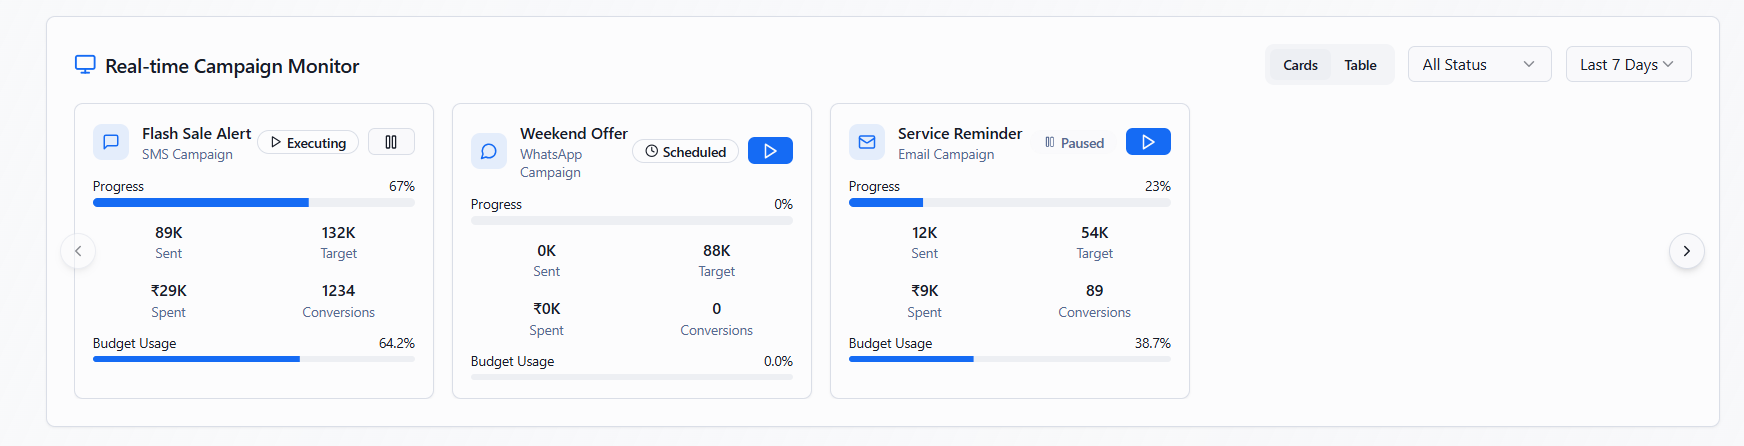 Real-time Campaign Monitor
Cards Table All Status Last 7 Days
Flash Sale Alert
SMS Campaign
Executing
Progress 67%
89K 132K
Sent Target
₹29K 1234
Spent Conversions
Budget Usage 64.2%
Weekend Offer
WhatsApp
Campaign
Scheduled
Progress 0%
0K 88K
Sent Target
₹0K 0
Spent Conversions
Budget Usage 0.0%
Service Reminder
Email Campaign
Paused
Progress 23%
12K 54K
Sent Target
₹9K 89
Spent Conversions
Budget Usage 38.7%